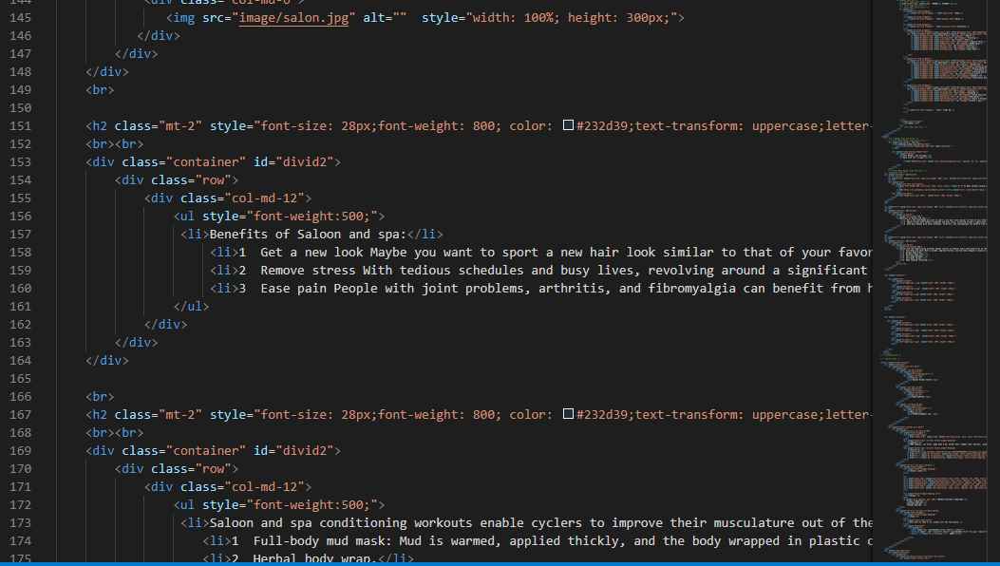 144 <div class="col-md-6">
145 <img src="image/salon.jpg" alt=""  style="width: 100%; height: 300px;">
146 </div>
147 </div>
148 </div>
149 <br>
150
151 <h2 class="mt-2" style="font-size: 28px;font-weight: 800; color: #232d39;text-transform: uppercase;letter-
152 <br><br>
153 <div class="container" id="divid2">
154 <div class="row">
155 <div class="col-md-12">
156 <ul style="font-weight:500;">
157 <li>Benefits of Saloon and spa:</li>
158 <li>1  Get a new look Maybe you want to sport a new hair look similar to that of your favor
159 <li>2  Remove stress With tedious schedules and busy lives, revolving around a significant
160 <li>3  Ease pain People with joint problems, arthritis, and fibromyalgia can benefit from h
161 </ul>
162 </div>
163 </div>
164 </div>
165
166 <br>
167 <h2 class="mt-2" style="font-size: 28px;font-weight: 800; color: #232d39;text-transform: uppercase;letter-
168 <br><br>
169 <div class="container" id="divid2">
170 <div class="row">
171 <div class="col-md-12">
172 <ul style="font-weight:500;">
173 <li>Saloon and spa conditioning workouts enable cyclers to improve their musculature out of the
174 <li>1  Full-body mud mask: Mud is warmed, applied thickly, and the body wrapped in plastic c
175 <li>2  Herbal body wrap.</li>